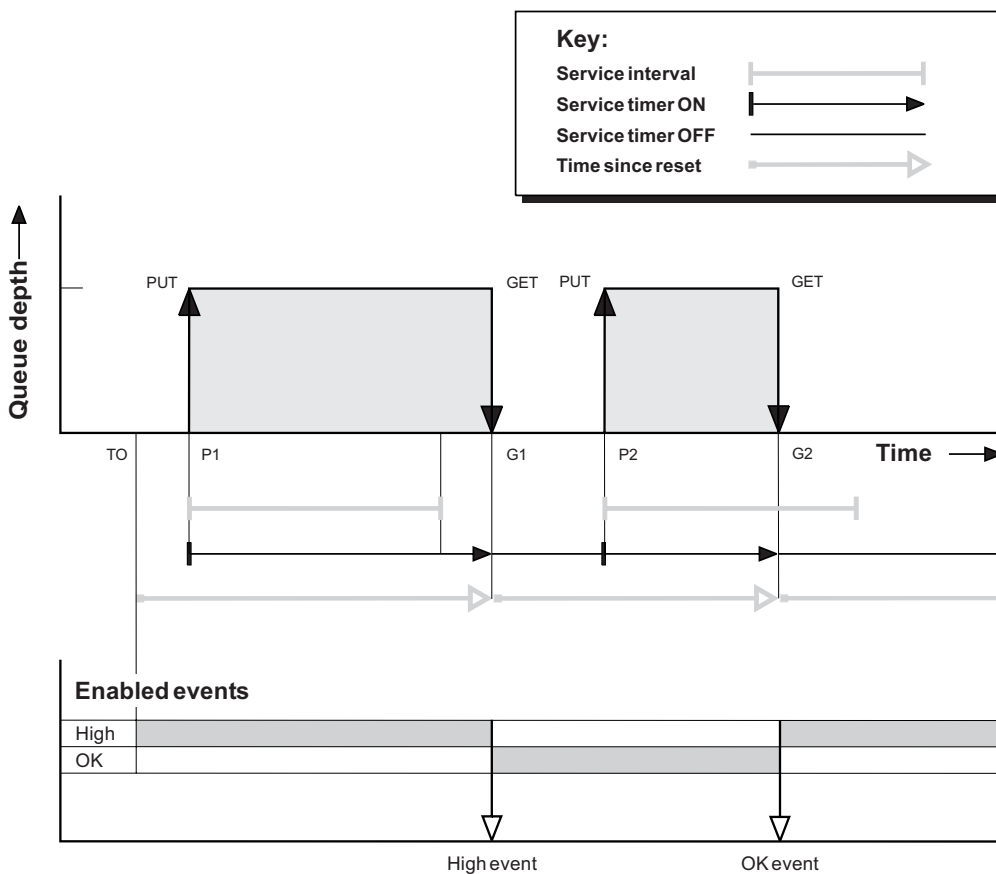 Key:
Service interval
Service timer ON
Service timer OFF
Time since reset
Queue depth
PUT
GET
PUT
GET
TO
P1
G1
P2
G2
Time
Enabled events
High
OK
High event
OK event